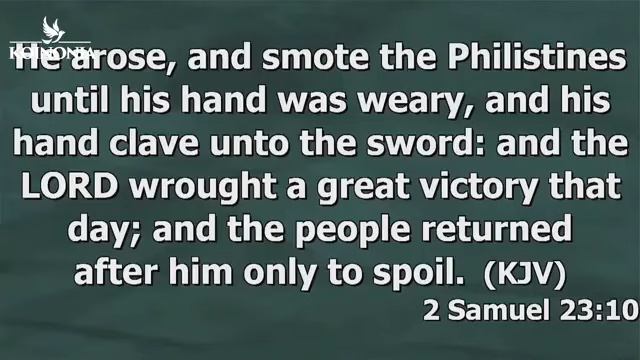 KOINONIA
He arose, and smote the Philistines
until his hand was weary, and his
hand clave unto the sword: and the
LORD wrought a great victory that
day; and the people returned
after him only to spoil. (KJV)
2 Samuel 23:10